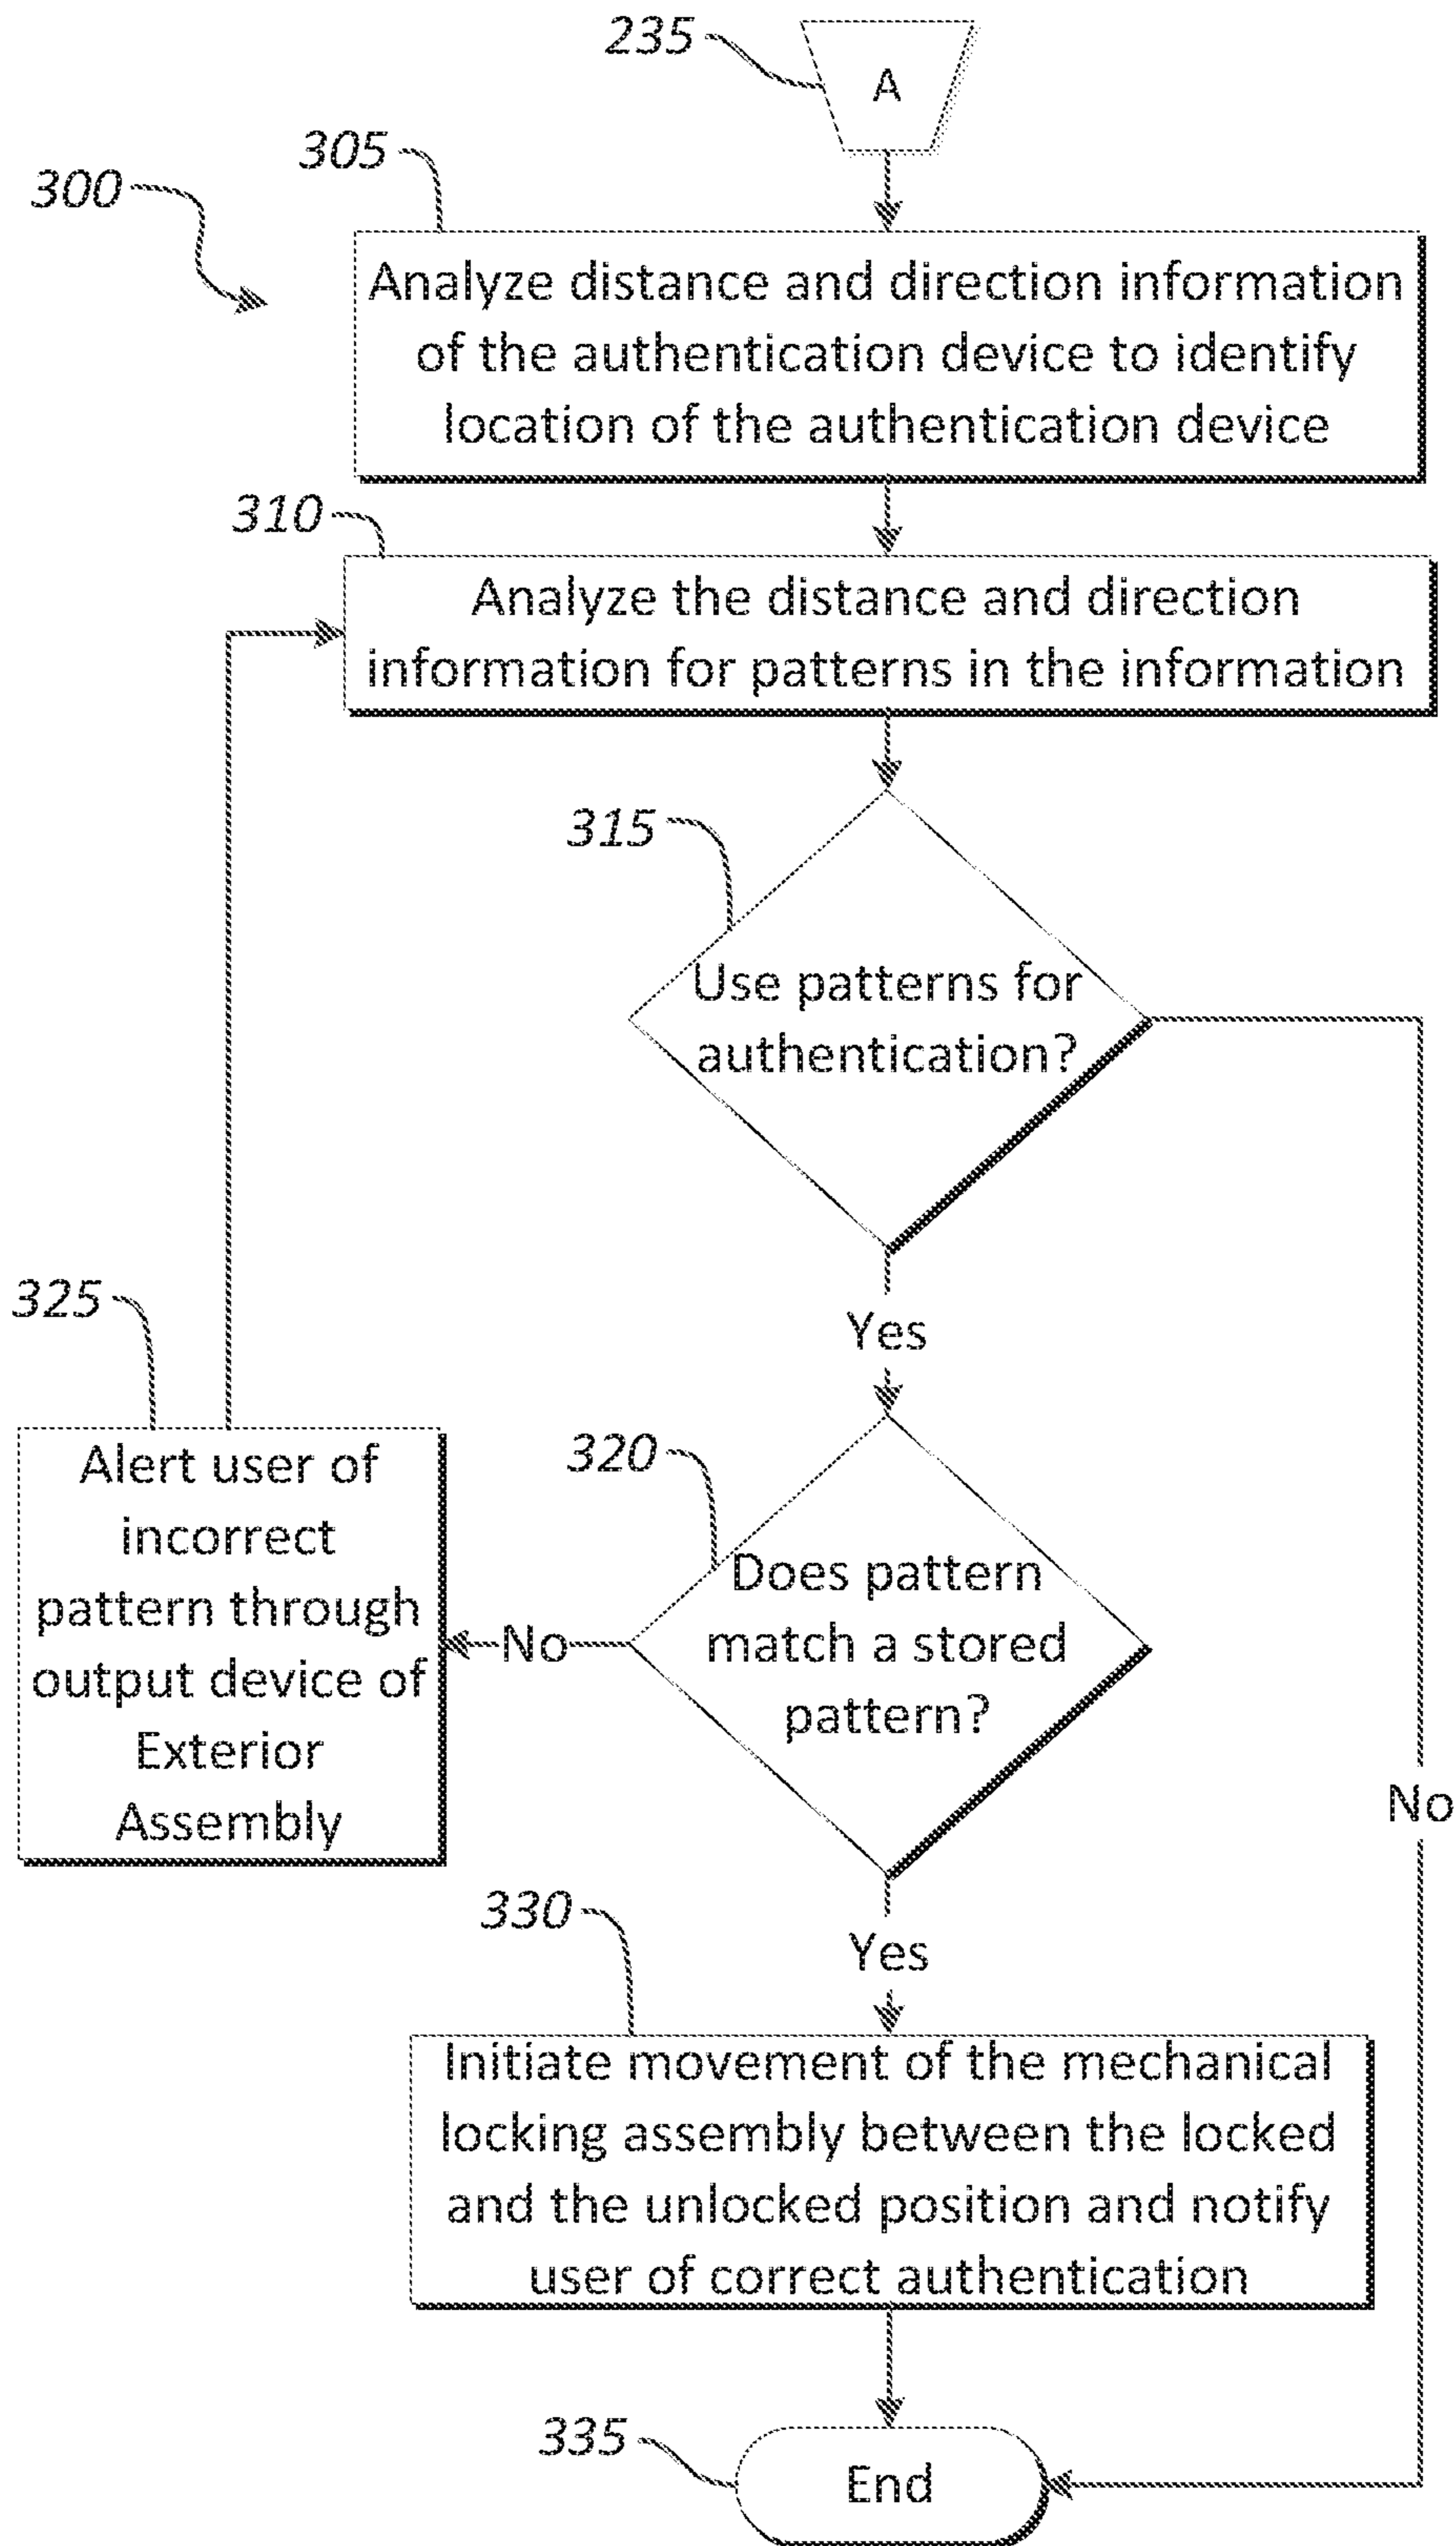 235
A
305
300
Analyze distance and direction information
of the authentication device to identify
location of the authentication device
310
Analyze the distance and direction
information for patterns in the information
315
Use patterns for
authentication?
Yes
325
Alert user of
incorrect
pattern through
output device of
Exterior
Assembly
No
320
Does pattern
match a stored
pattern?
No
330
Yes
Initiate movement of the mechanical
locking assembly between the locked
and the unlocked position and notify
user of correct authentication
335
End